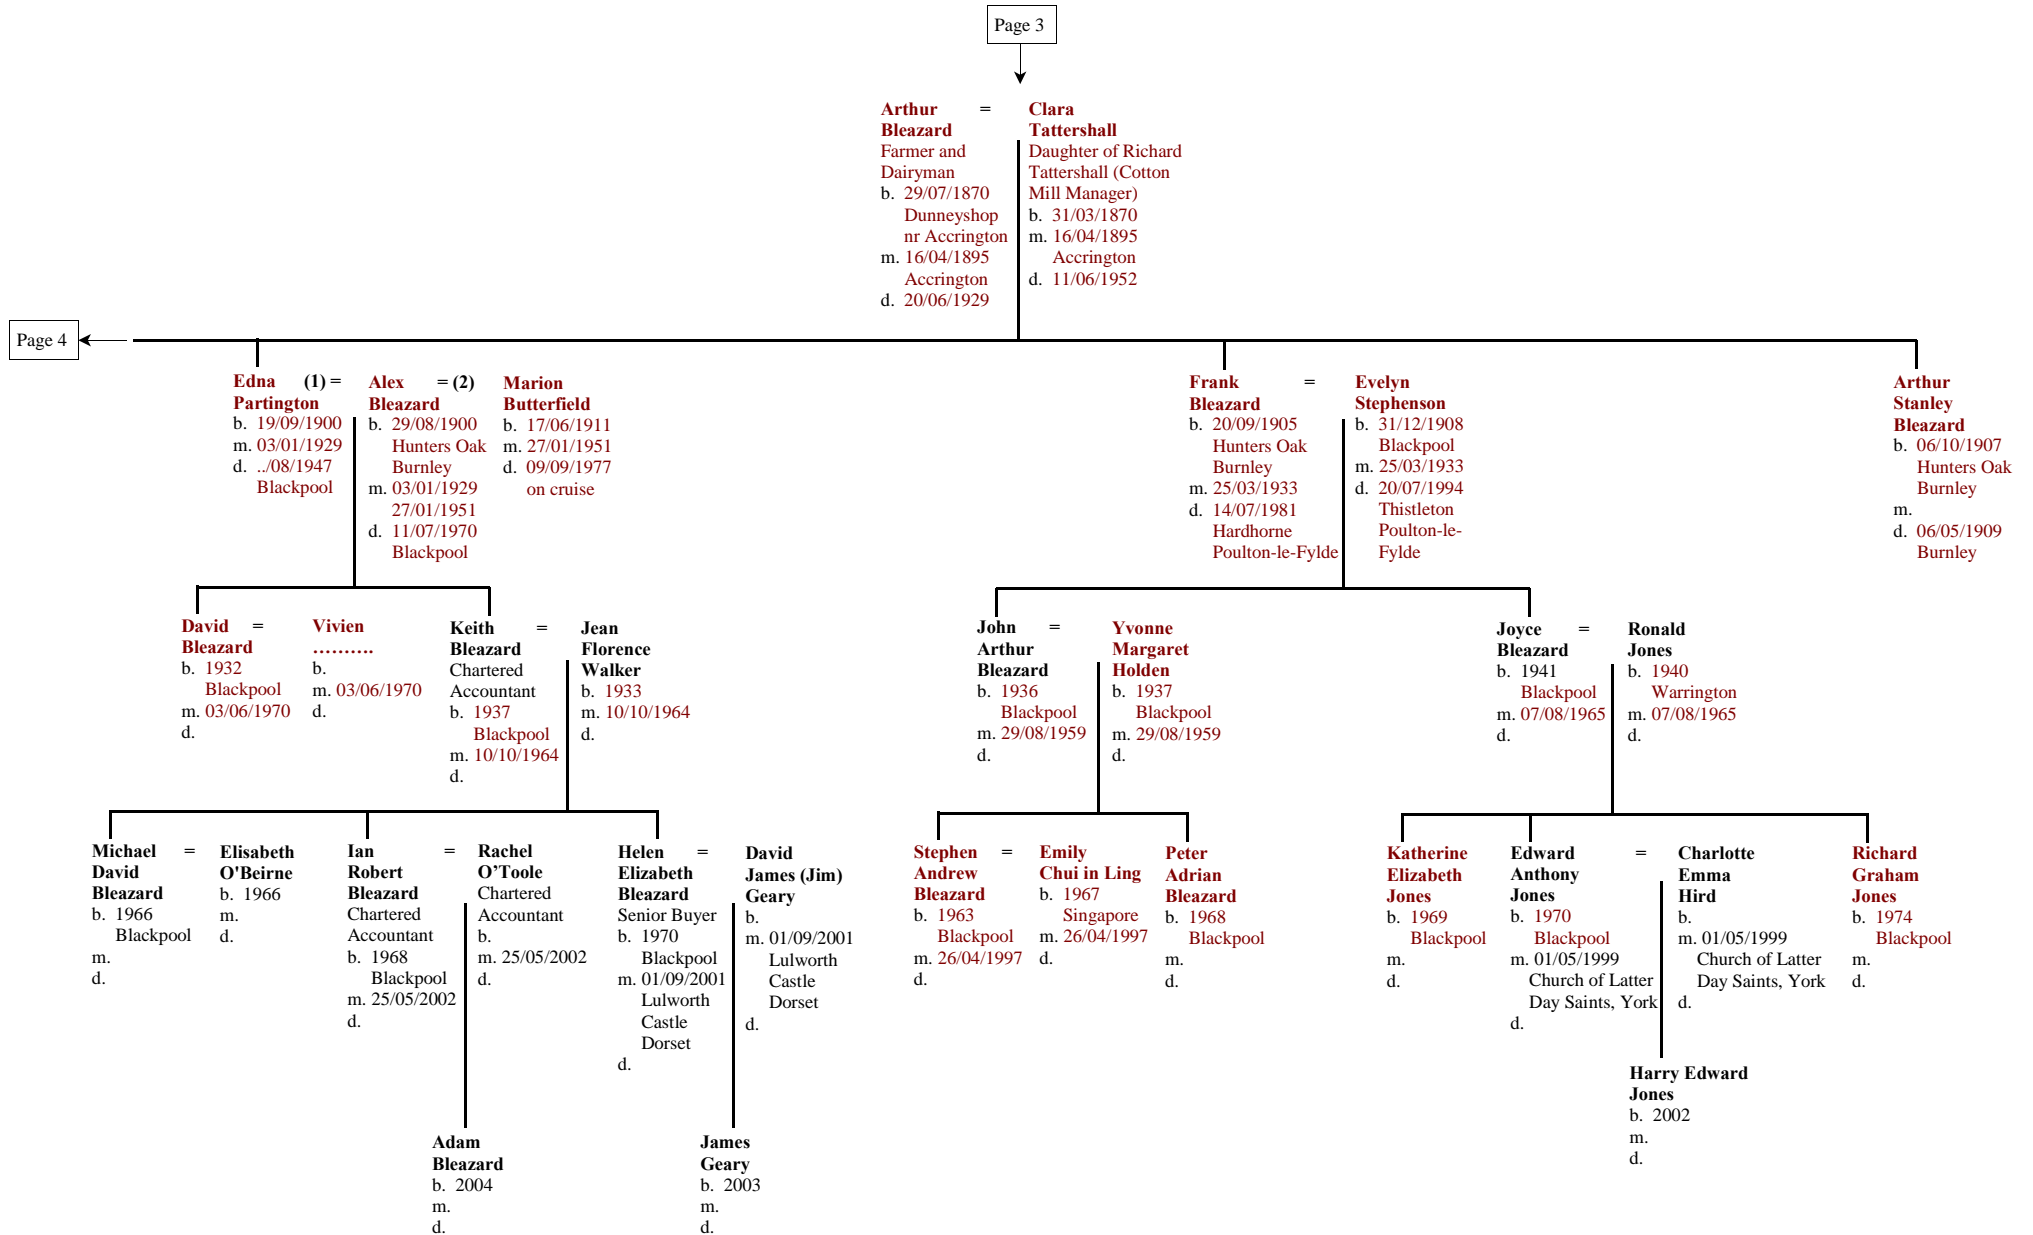 Page 3
Arthur =
Bleazard
Farmer and
Dairyman
b. 29/07/1870
Dunneyshop
nr Accrington
m. 16/04/1895
Accrington
d. 20/06/1929
Clara
Tattershall
Daughter of Richard
Tattershall (Cotton
Mill Manager)
b. 31/03/1870
m. 16/04/1895
Accrington
d. 11/06/1952
Page 4
Edna (1) =
Partington
b. 19/09/1900
m. 03/01/1929
d. ../08/1947
Blackpool
Alex = (2)
Bleazard
b. 29/08/1900
Hunters Oak
Burnley
m. 03/01/1929
27/01/1951
d. 11/07/1970
Blackpool
Marion
Butterfield
b. 17/06/1911
m. 27/01/1951
d. 09/09/1977
on cruise
Frank =
Bleazard
b. 20/09/1905
Hunters Oak
Burnley
m. 25/03/1933
d. 14/07/1981
Hardhorne
Poulton-le-Fylde
Evelyn
Stephenson
b. 31/12/1908
Blackpool
m. 25/03/1933
d. 20/07/1994
Thistleton
Poulton-le-
Fylde
Arthur
Stanley
Bleazard
b. 06/10/1907
Hunters Oak
Burnley
m.
d. 06/05/1909
Burnley
David =
Bleazard
b. 1932
Blackpool
m. 03/06/1970
d.
Vivien
……….
b.
m. 03/06/1970
d.
Keith =
Bleazard
Chartered
Accountant
b. 1937
Blackpool
m. 10/10/1964
d.
Jean
Florence
Walker
b. 1933
m. 10/10/1964
d.
John =
Arthur
Bleazard
b. 1936
Blackpool
m. 29/08/1959
d.
Yvonne
Margaret
Holden
b. 1937
Blackpool
m. 29/08/1959
d.
Joyce =
Bleazard
b. 1941
Blackpool
m. 07/08/1965
d.
Ronald
Jones
b. 1940
Warrington
m. 07/08/1965
d.
Michael =
David
Bleazard
b. 1966
Blackpool
m.
d.
Elisabeth
O'Beirne
b. 1966
m.
d.
Ian =
Robert
Bleazard
Chartered
Accountant
b. 1968
Blackpool
m. 25/05/2002
d.
Rachel
O’Toole
Chartered
Accountant
b.
m. 25/05/2002
d.
Helen =
Elizabeth
Bleazard
Senior Buyer
b. 1970
Blackpool
m. 01/09/2001
Lulworth
Castle
Dorset
d.
David
James (Jim)
Geary
b.
m. 01/09/2001
Lulworth
Castle
Dorset
d.
Stephen =
Andrew
Bleazard
b. 1963
Blackpool
m. 26/04/1997
d.
Emily
Chui in Ling
b. 1967
Singapore
m. 26/04/1997
d.
Peter
Adrian
Bleazard
b. 1968
Blackpool
m.
d.
Katherine
Elizabeth
Jones
b. 1969
Blackpool
m.
d.
Edward =
Anthony
Jones
b. 1970
Blackpool
m. 01/05/1999
Church of Latter
Day Saints, York
d.
Charlotte
Emma
Hird
b.
m. 01/05/1999
Church of Latter
Day Saints, York
d.
Richard
Graham
Jones
b. 1974
Blackpool
m.
d.
Harry Edward
Jones
b. 2002
m.
d.
Adam
Bleazard
b. 2004
m.
d.
James
Geary
b. 2003
m.
d.